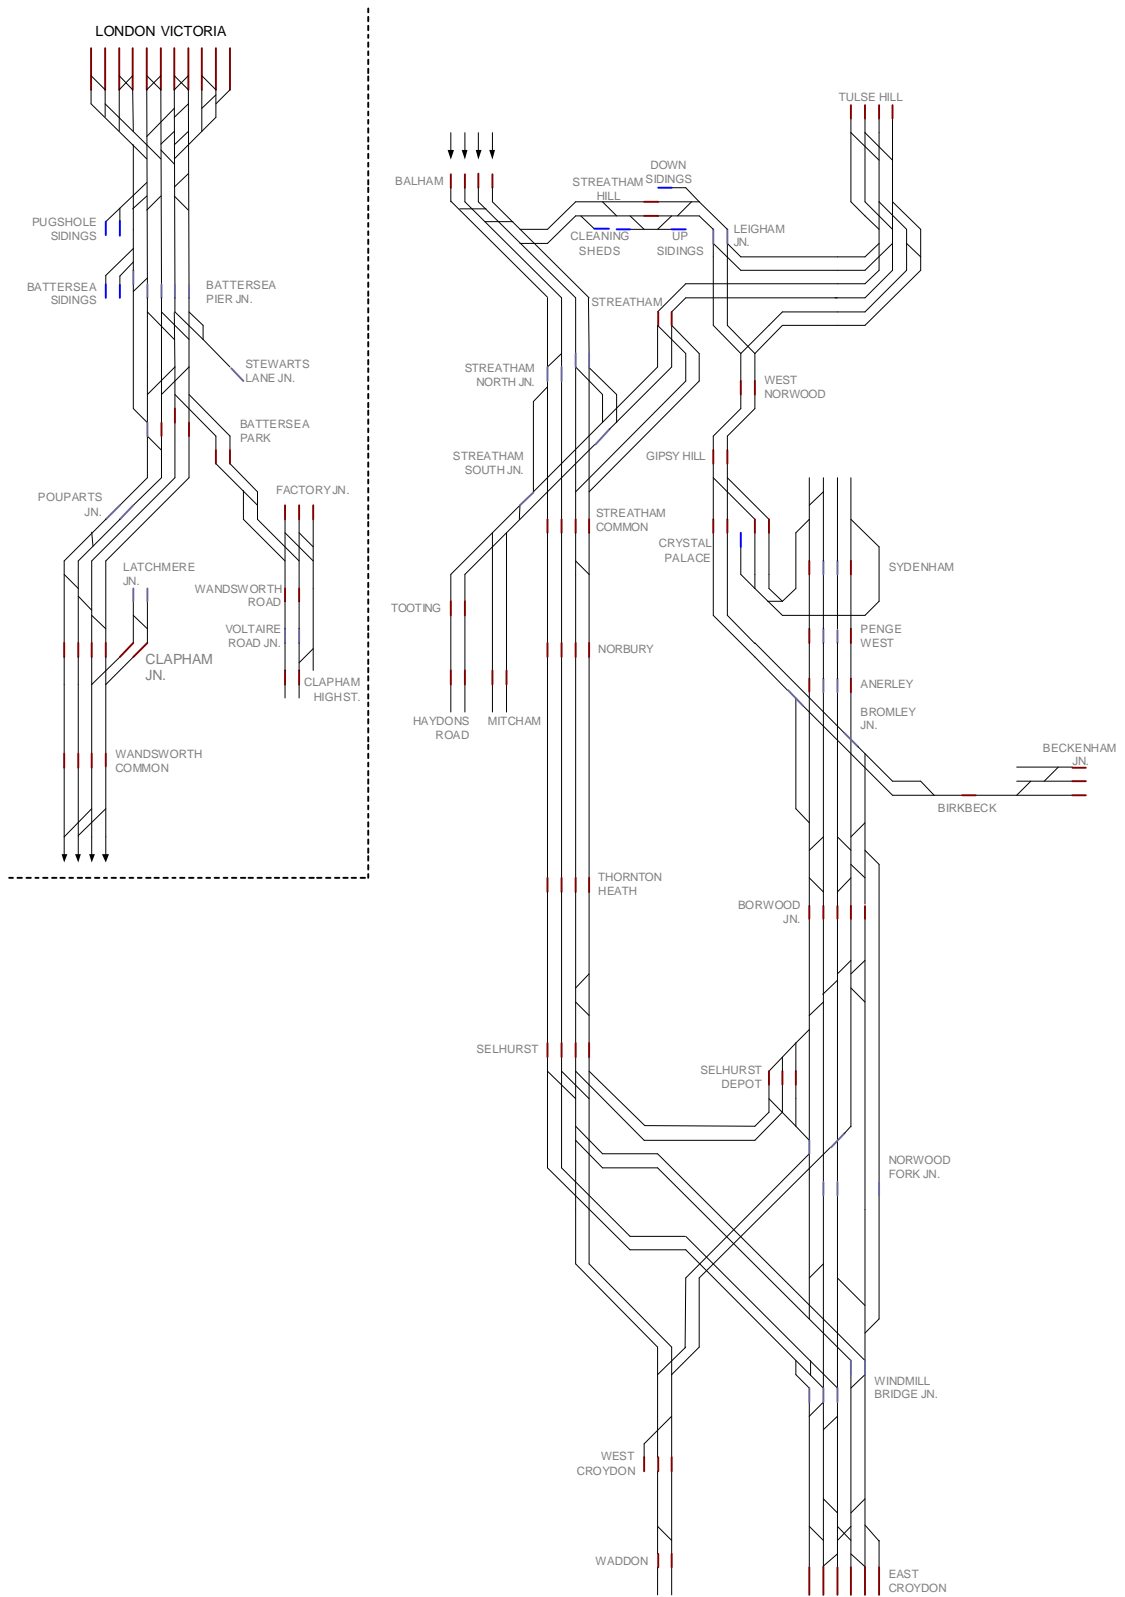 LONDON VICTORIA
PUGSHOLE
SIDINGS
BATTERSEA
SIDINGS
BATTERSEA
PIER JN.
STEWARTS
LANE JN.
BATTERSEA
PARK
POUPARTS
JN.
FACTORY JN.
LATCHMERE
JN.
WANDSWORTH
ROAD
VOLTAIRE
ROAD JN.
CLAPHAM
JN.
CLAPHAM
HIGH ST.
WANDSWORTH
COMMON
TULSE HILL
BALHAM
STREATHAM
HILL
DOWN
SIDINGS
CLEANING
SHEDS
UP
SIDINGS
LEIGHAM
JN.
STREATHAM
STREATHAM
NORTH JN.
WEST
NORWOOD
STREATHAM
SOUTH JN.
GIPSY HILL
STREATHAM
COMMON
CRYSTAL
PALACE
SYDENHAM
TOOTING
NORBURY
PENGE
WEST
ANERLEY
BROMLEY
JN.
HAYDONS
ROAD
MITCHAM
BECKENHAM
JN.
BIRKBECK
THORNTON
HEATH
BORWOOD
JN.
SELHURST
SELHURST
DEPOT
NORWOOD
FORK JN.
WINDMILL
BRIDGE JN.
WEST
CROYDON
WADDON
EAST
CROYDON